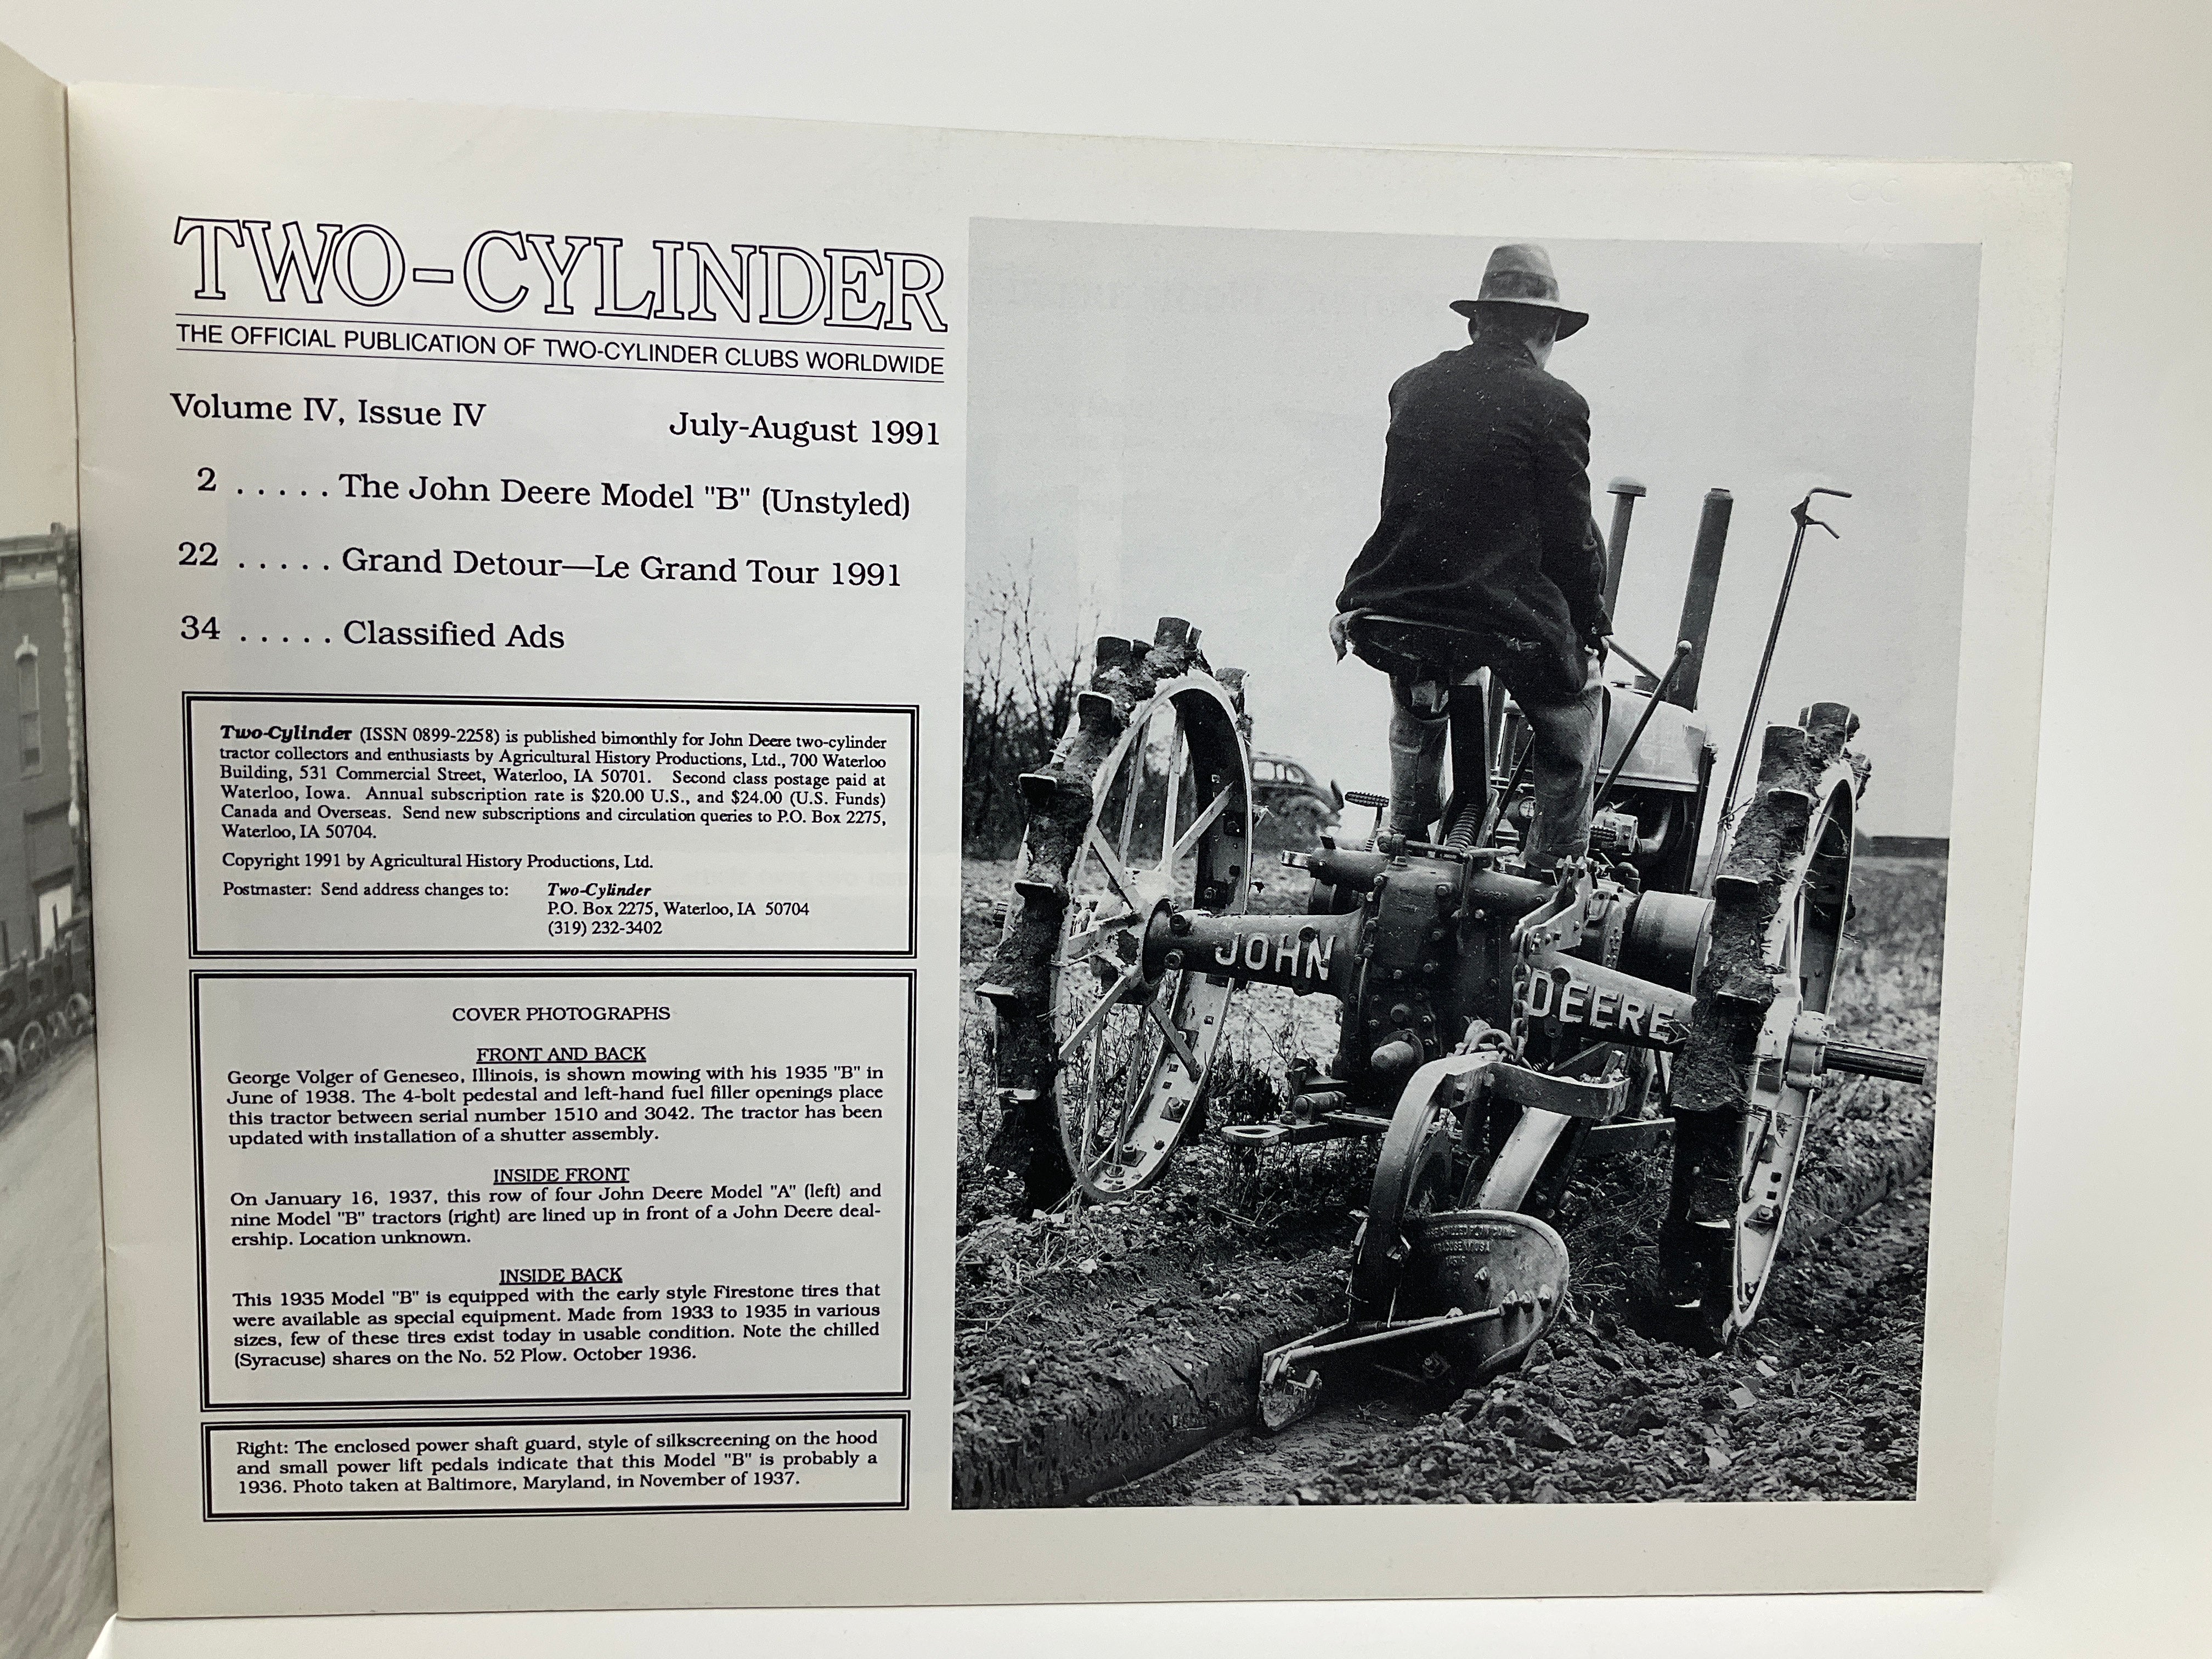 TWO-CYLINDER
THE OFFICIAL PUBLICATION OF TWO-CYLINDER CLUBS WORLDWIDE
Volume IV, Issue IV July-August 1991
2 . . . . . The John Deere Model "B" (Unstyled)
22 . . . . . Grand Detour—Le Grand Tour 1991
34 . . . . . Classified Ads
Two-Cylinder (ISSN 0899-2258) is published bimonthly for John Deere two-cylinder
tractor collectors and enthusiasts by Agricultural History Productions, Ltd., 700 Waterloo
Building, 531 Commercial Street, Waterloo, IA 50701. Second class postage paid at
Waterloo, Iowa. Annual subscription rate is $20.00 U.S., and $24.00 (U.S. Funds)
Canada and Overseas. Send new subscriptions and circulation queries to P.O. Box 2275,
Waterloo, IA 50704.
Copyright 1991 by Agricultural History Productions, Ltd.
Postmaster: Send address changes to: Two-Cylinder
P.O. Box 2275, Waterloo, IA 50704
(319) 232-3402
COVER PHOTOGRAPHS
FRONT AND BACK
George Volger of Geneseo, Illinois, is shown mowing with his 1935 "B" in
June of 1938. The 4-bolt pedestal and left-hand fuel filler openings place
this tractor between serial number 1510 and 3042. The tractor has been
updated with installation of a shutter assembly.
INSIDE FRONT
On January 16, 1937, this row of four John Deere Model "A" (left) and
nine Model "B" tractors (right) are lined up in front of a John Deere deal-
ership. Location unknown.
INSIDE BACK
This 1935 Model "B" is equipped with the early style Firestone tires that
were available as special equipment. Made from 1933 to 1935 in various
sizes, few of these tires exist today in usable condition. Note the chilled
(Syracuse) shares on the No. 52 Plow. October 1936.
Right: The enclosed power shaft guard, style of silkscreening on the hood
and small power lift pedals indicate that this Model "B" is probably a
1936. Photo taken at Baltimore, Maryland, in November of 1937.
JOHN DEERE